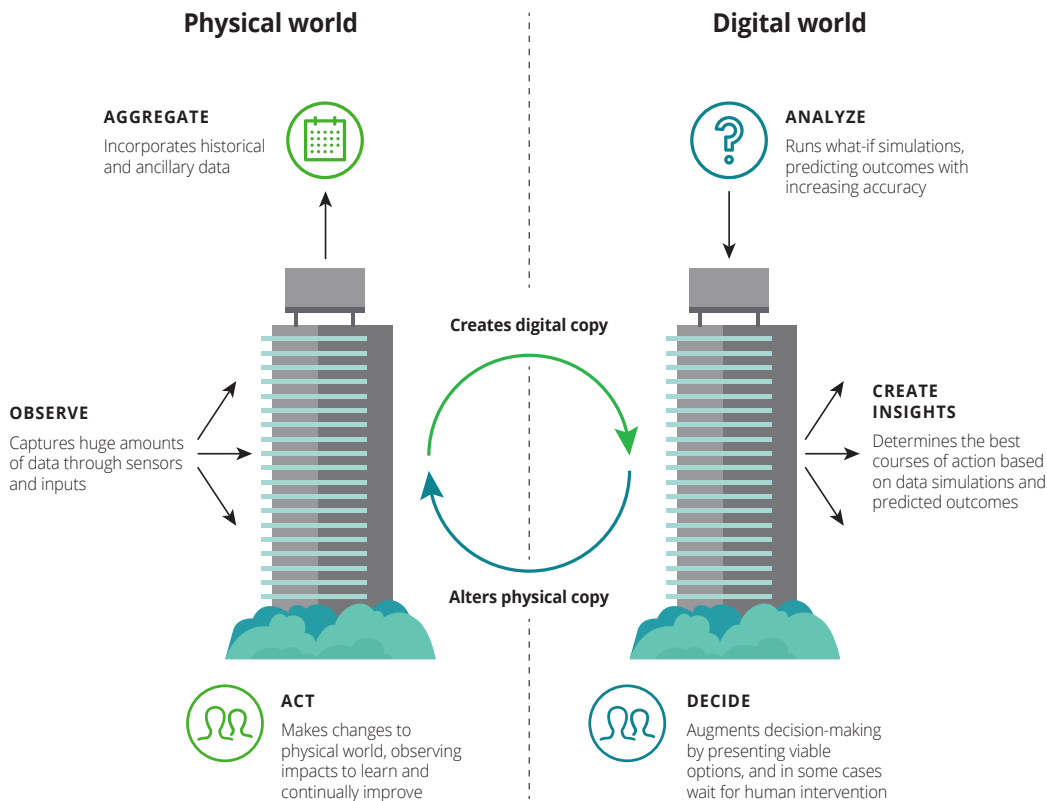 Physical world
Digital world
AGGREGATE
Incorporates historical
and ancillary data
ANALYZE
Runs what-if simulations,
predicting outcomes with
increasing accuracy
Creates digital copy
OBSERVE
Captures huge amounts
of data through sensors
and inputs
CREATE
INSIGHTS
Determines the best
courses of action based
on data simulations and
predicted outcomes
Alters physical copy
ACT
Makes changes to
physical world, observing
impacts to learn and
continually improve
DECIDE
Augments decision-making
by presenting viable
options, and in some cases
wait for human intervention